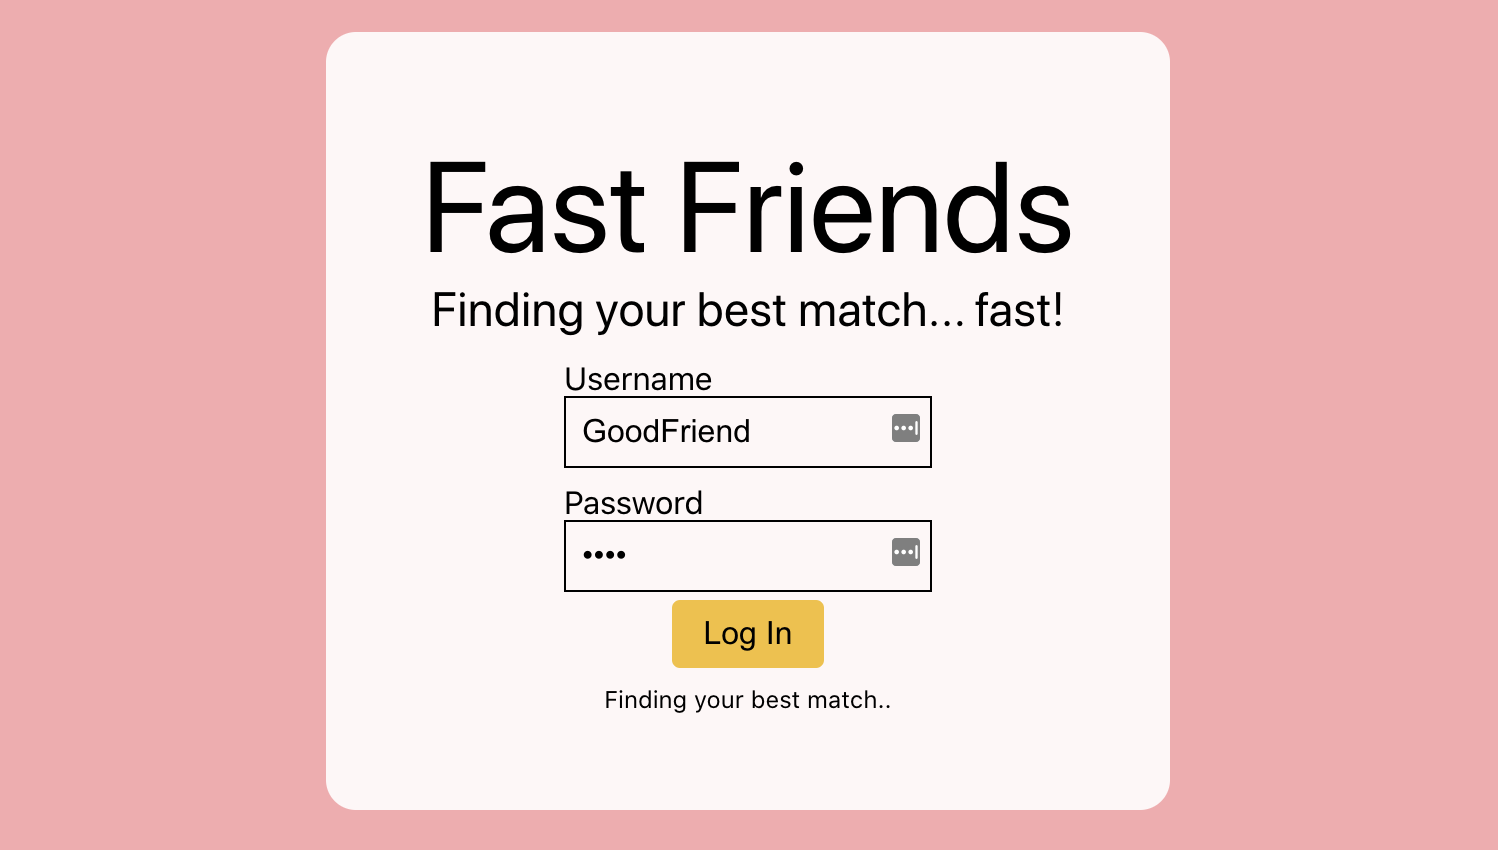 Fast Friends
Finding your best match... fast!
Username
GoodFriend
Password
••••
Log In
Finding your best match..